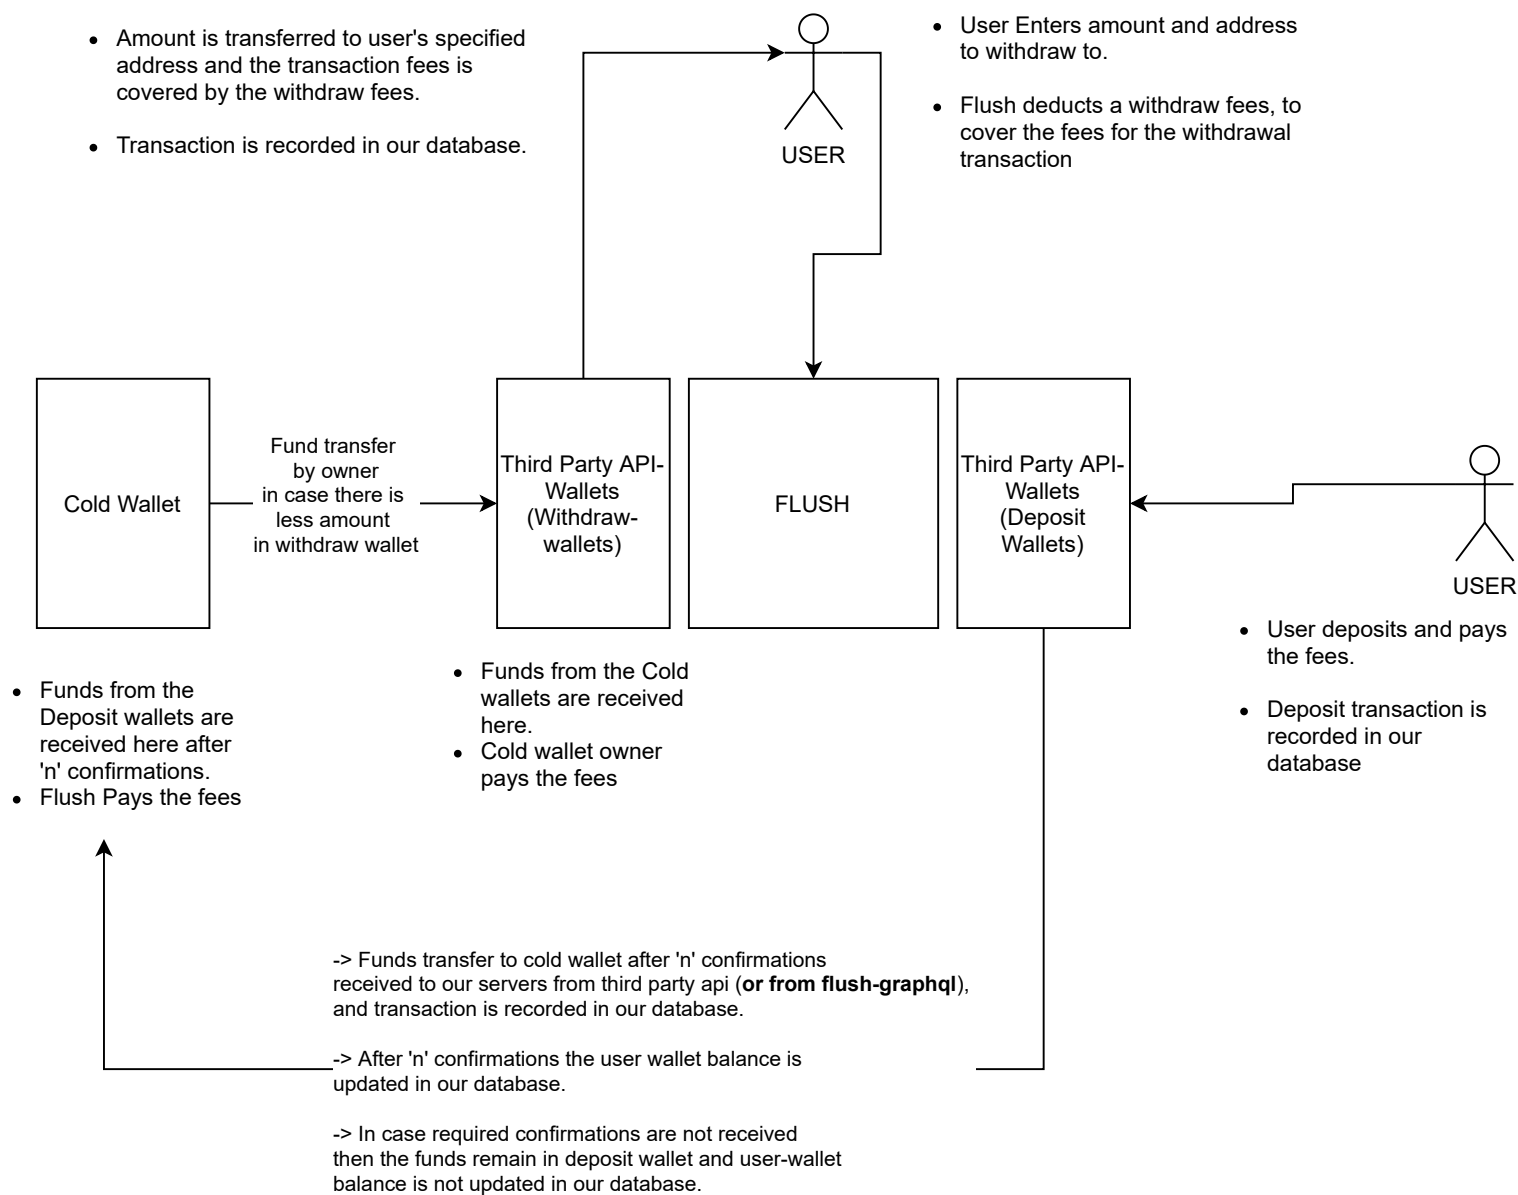 • Amount is transferred to user's specified
address and the transaction fees is
covered by the withdraw fees.
• Transaction is recorded in our database.
USER
• User Enters amount and address
to withdraw to.
• Flush deducts a withdraw fees, to
cover the fees for the withdrawal
transaction
Cold Wallet
Fund transfer
by owner
in case there is
less amount
in withdraw wallet
Third Party API-
Wallets
(Withdraw-
wallets)
FLUSH
Third Party API-
Wallets
(Deposit
Wallets)
USER
• User deposits and pays
the fees.
• Deposit transaction is
recorded in our
database
• Funds from the
Deposit wallets are
received here after
'n' confirmations.
• Flush Pays the fees
• Funds from the Cold
wallets are received
here.
• Cold wallet owner
pays the fees
-> Funds transfer to cold wallet after 'n' confirmations
received to our servers from third party api (or from flush-graphql),
and transaction is recorded in our database.
-> After 'n' confirmations the user wallet balance is
updated in our database.
-> In case required confirmations are not received
then the funds remain in deposit wallet and user-wallet
balance is not updated in our database.